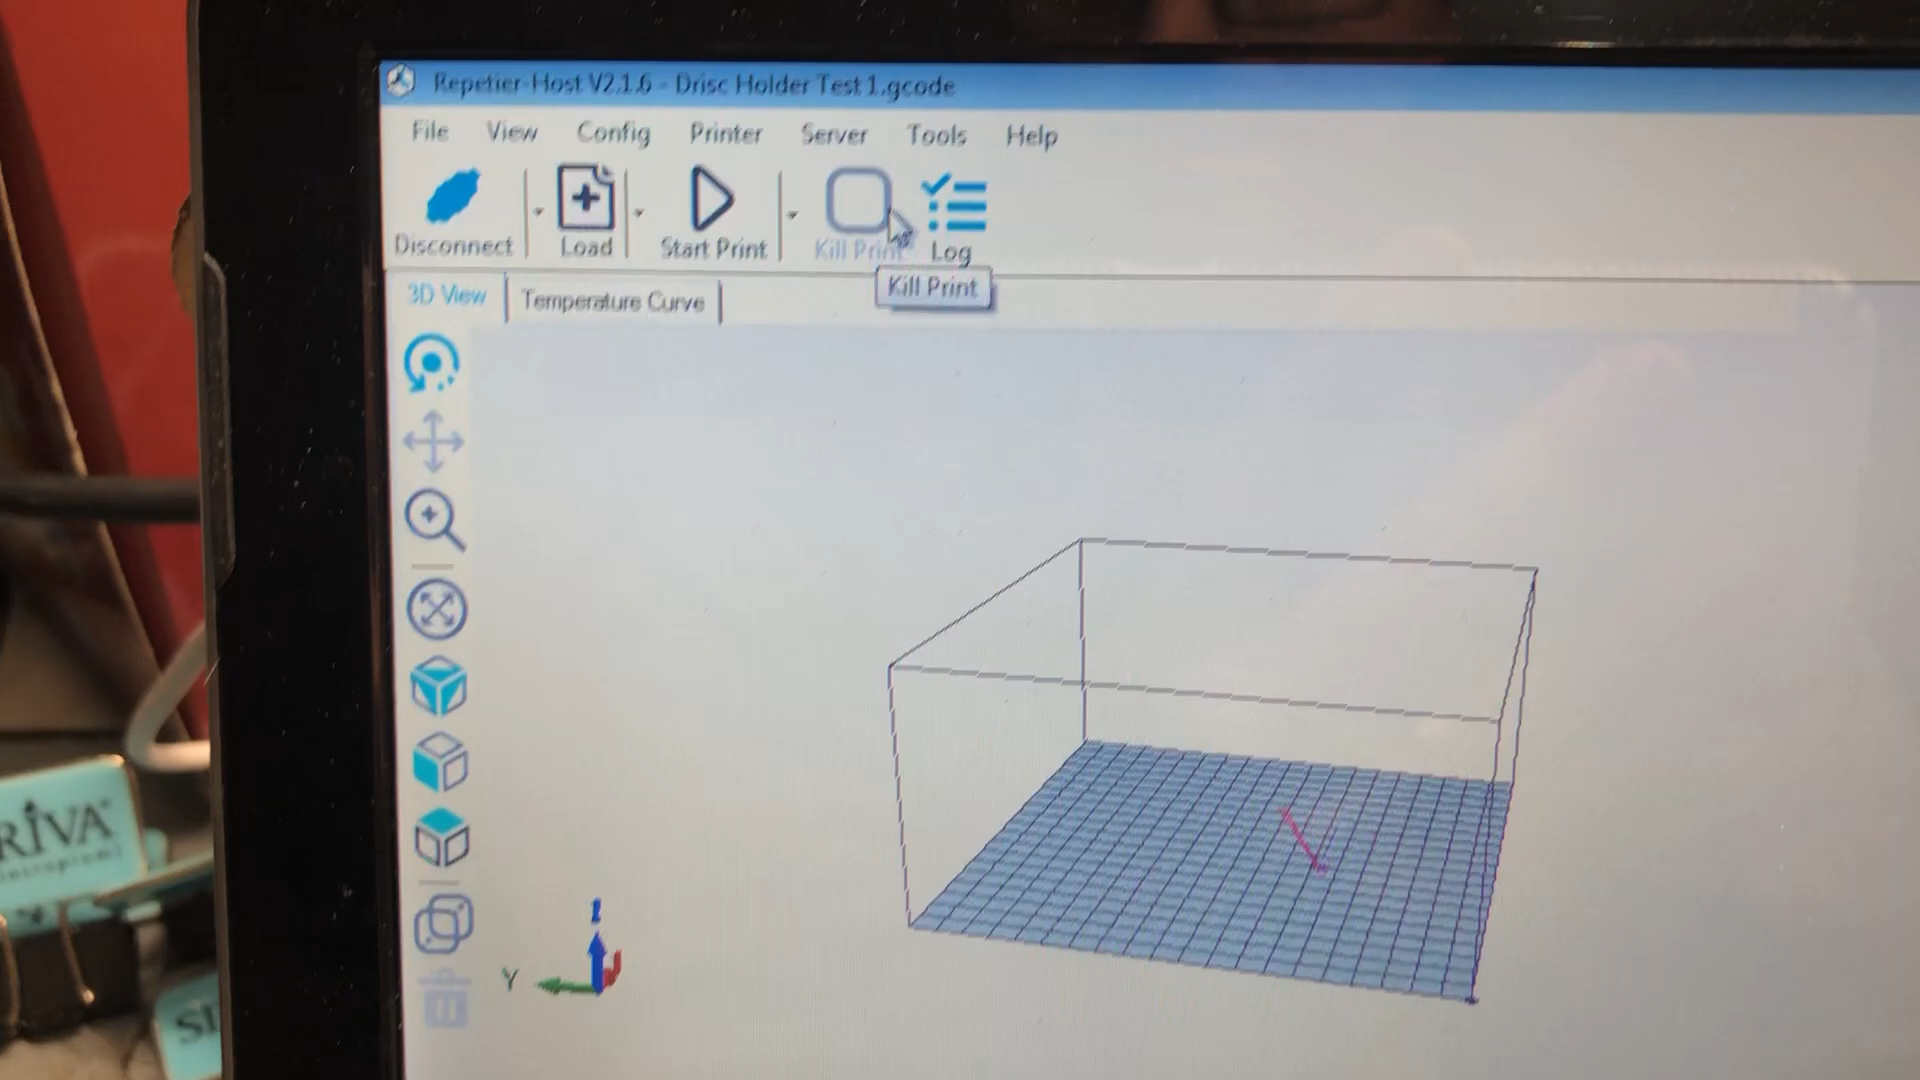 Repetier-Host V2.1.6 - Drisc Holder Test 1.gcode
File View Config Printer Server Tools Help
Disconnect Load Start Print Kill Print Log
Kill Print
3D View Temperature Curve
Z
Y
RIVA